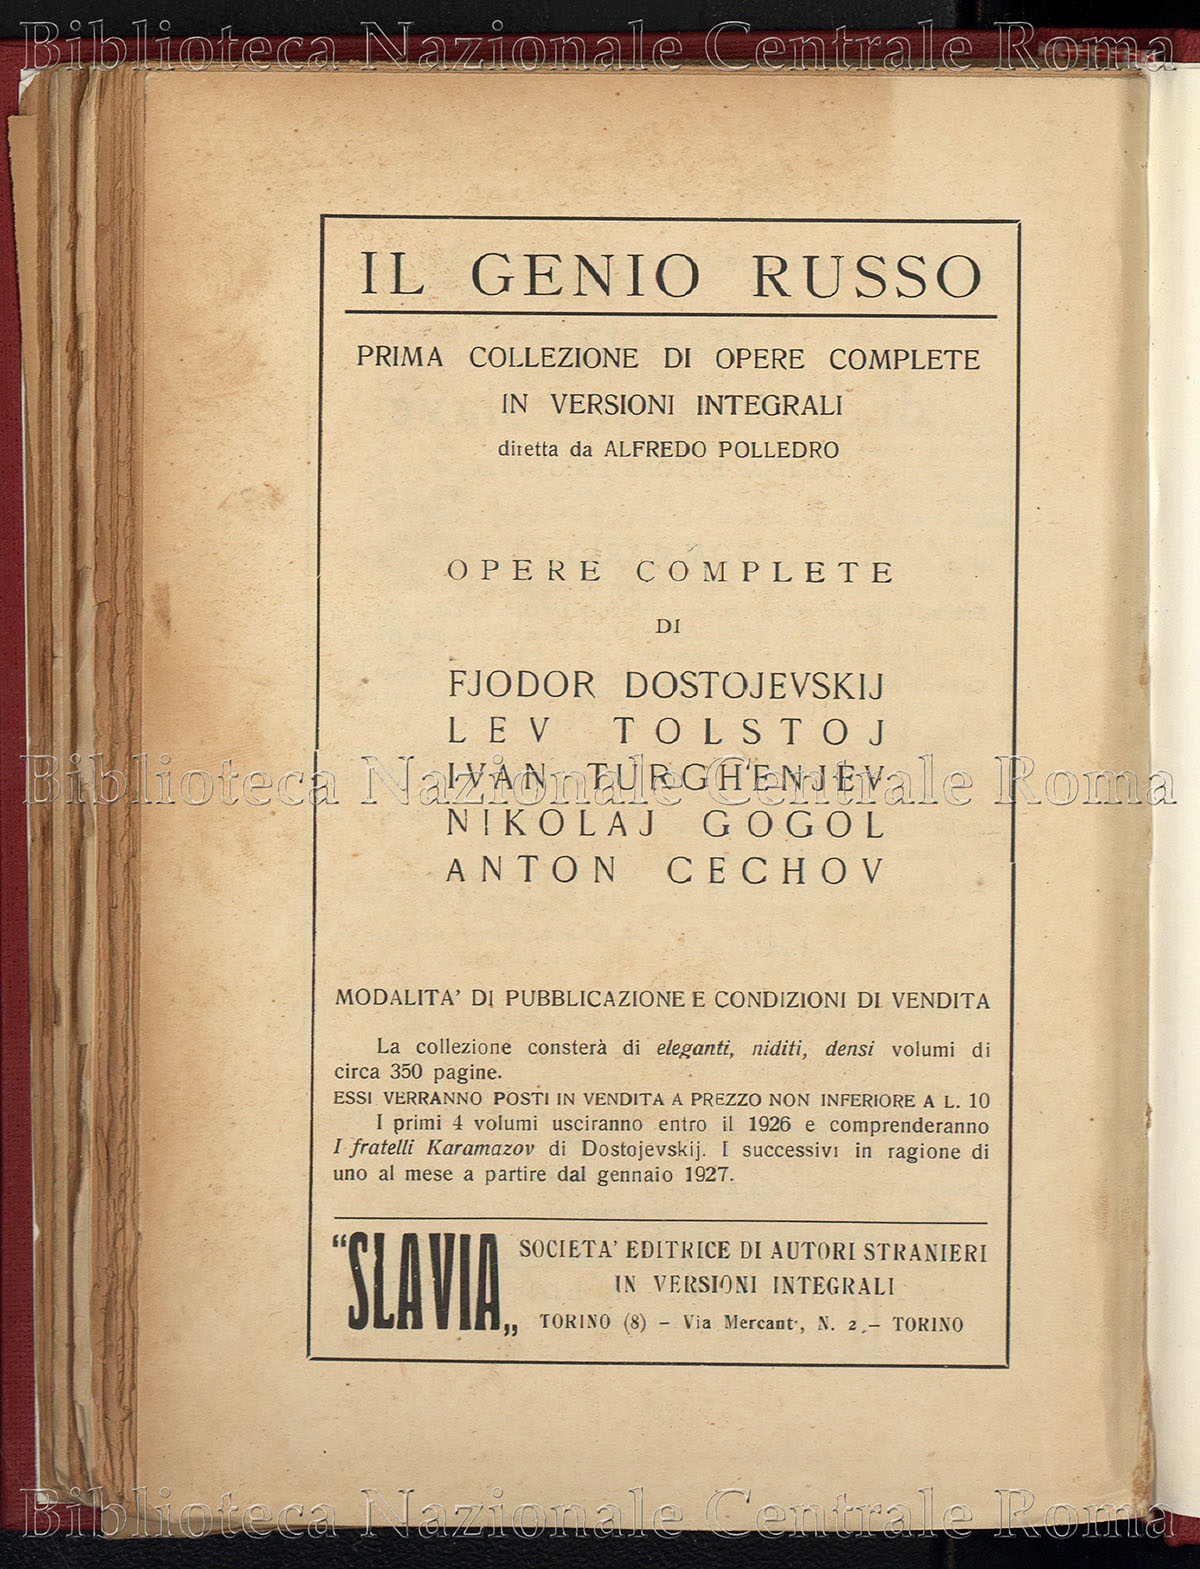 Biblioteca Nazionale Centrale Roma
IL GENIO RUSSO
PRIMA COLLEZIONE DI OPERE COMPLETE
IN VERSIONI INTEGRALI
diretta da ALFREDO POLLEDRO
OPERE COMPLETE
DI
FJODOR DOSTOJEVSKIJ
LEV TOLSTOJ
Biblioteca Nazionale Centrale Roma
IVAN TURGHENJEV
NIKOLAJ GOGOL
ANTON CECHOV
MODALITA' DI PUBBLICAZIONE E CONDIZIONI DI VENDITA
La collezione consterà di eleganti, niditi, densi volumi di
circa 350 pagine.
ESSI VERRANNO POSTI IN VENDITA A PREZZO NON INFERIORE A L. 10
I primi 4 volumi usciranno entro il 1926 e comprenderanno
I fratelli Karamazov di Dostojevskij. I successivi in ragione di
uno al mese a partire dal gennaio 1927.
"SLAVIA„
SOCIETA' EDITRICE DI AUTORI STRANIERI
IN VERSIONI INTEGRALI
TORINO (8) - Via Mercanti, N. 2 - TORINO
Biblioteca Nazionale Centrale Roma